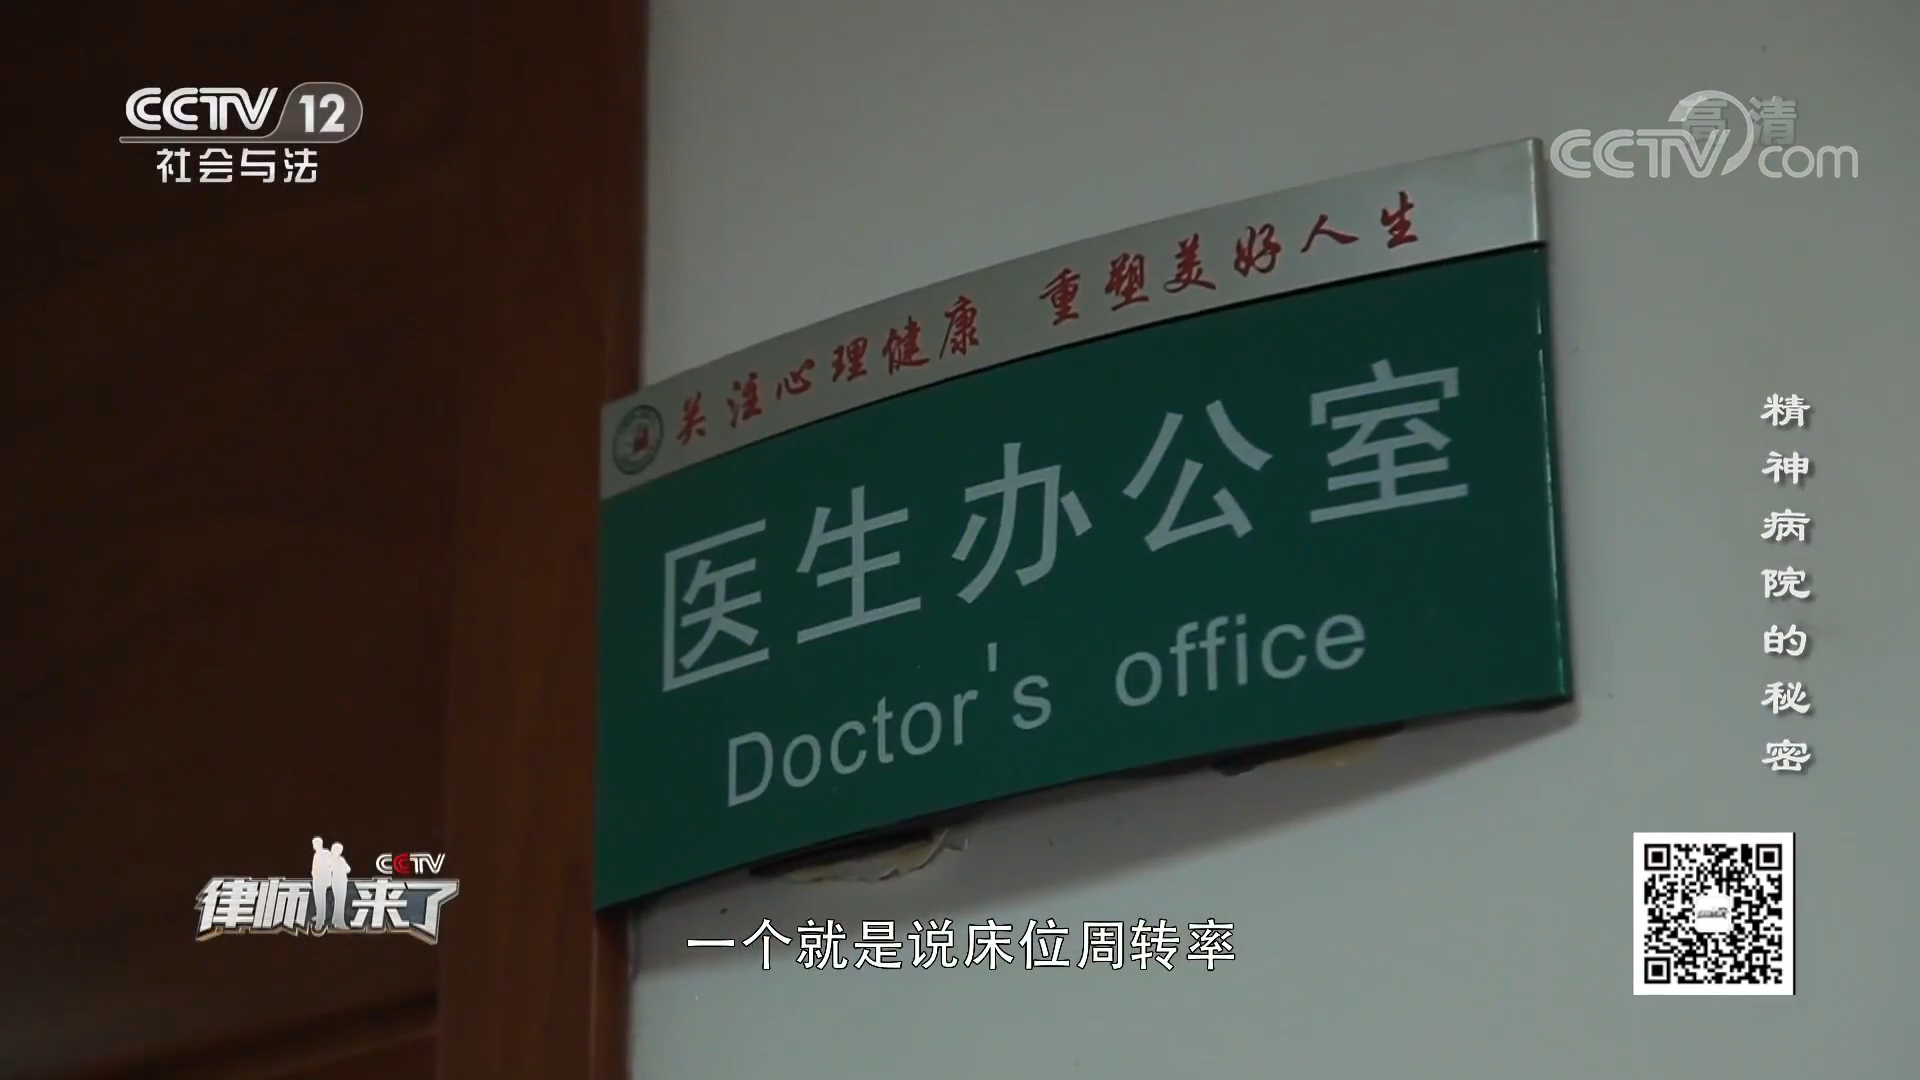 CCTV 12
社会与法
高清
CCTV.com
关注心理健康 重塑美好人生
医生办公室
Doctor's office
精神病院的秘密
CCTV
律师来了
一个就是说床位周转率